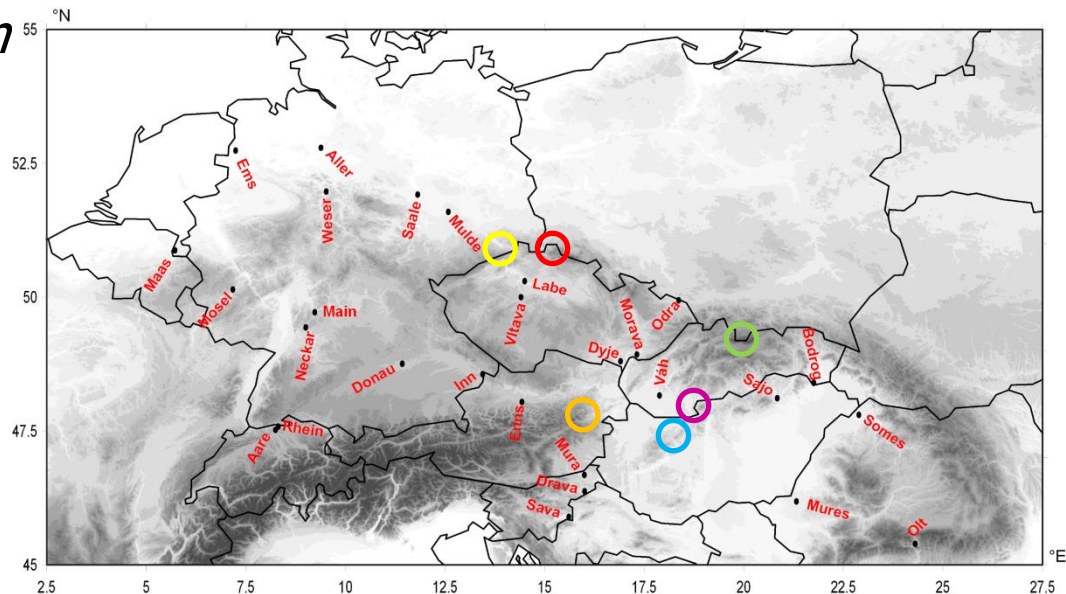 n
°N
55
52.5
50
47.5
45
Ems
Aller
Weser
Saale
Mulde
Maas
Mosel
Main
Neckar
Labe
Vltava
Morava
Odra
Dyje
Donau
Inn
Váh
Sajo
Bodrog
Enns
Rhein
Aare
Mura
Drava
Sava
Somes
Mures
Olt
°E
2.5 5 7.5 10 12.5 15 17.5 20 22.5 25 27.5